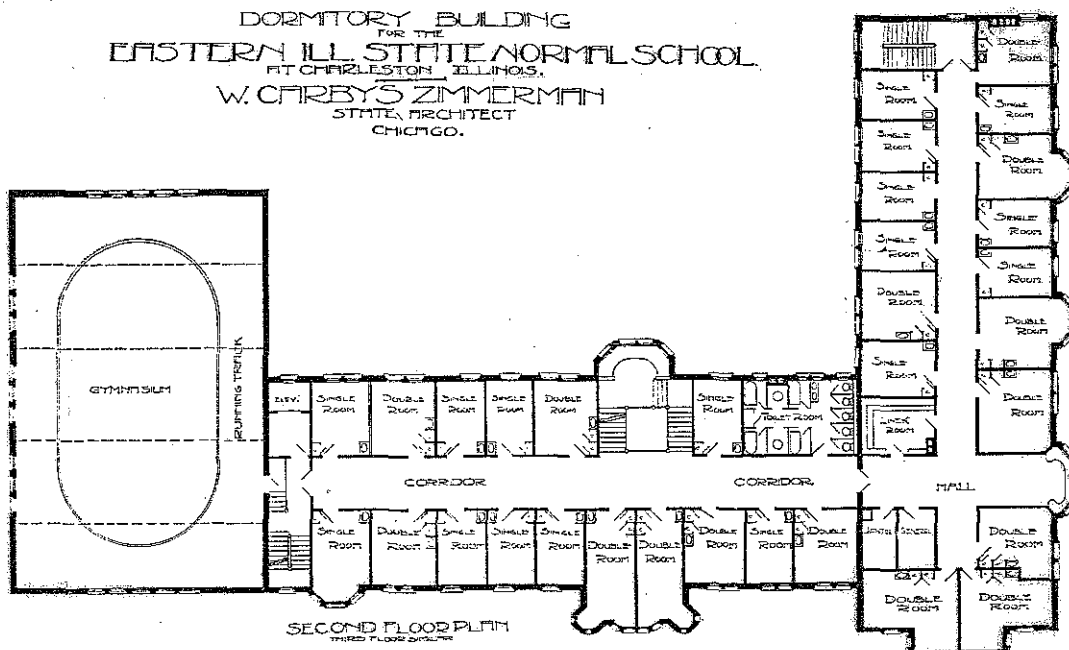 DORMITORY BUILDING
FOR THE
EASTERN ILL. STATE NORMAL SCHOOL
AT CHARLESTON ILLINOIS.
W. CARBYS ZIMMERMAN
STATE ARCHITECT
CHICAGO.
DOUBLE
ROOM
SINGLE
ROOM
SINGLE
ROOM
SINGLE
ROOM
DOUBLE
ROOM
SINGLE
ROOM
SINGLE
ROOM
SINGLE
ROOM
SINGLE
ROOM
DOUBLE
ROOM
DOUBLE
ROOM
SINGLE
ROOM
DOUBLE
ROOM
LINEN
ROOM
GYMNASIUM
RUNNING TRACK
ELEV.
SINGLE
ROOM
DOUBLE
ROOM
SINGLE
ROOM
SINGLE
ROOM
DOUBLE
ROOM
SINGLE
ROOM
TOILET ROOM
CORRIDOR
CORRIDOR
HALL
SINGLE
ROOM
DOUBLE
ROOM
SINGLE
ROOM
SINGLE
ROOM
SINGLE
ROOM
DOUBLE
ROOM
DOUBLE
ROOM
DOUBLE
ROOM
SINGLE
ROOM
DOUBLE
ROOM
DOUBLE
ROOM
DOUBLE
ROOM
DOUBLE
ROOM
SECOND FLOOR PLAN
THIRD FLOOR SIMILAR